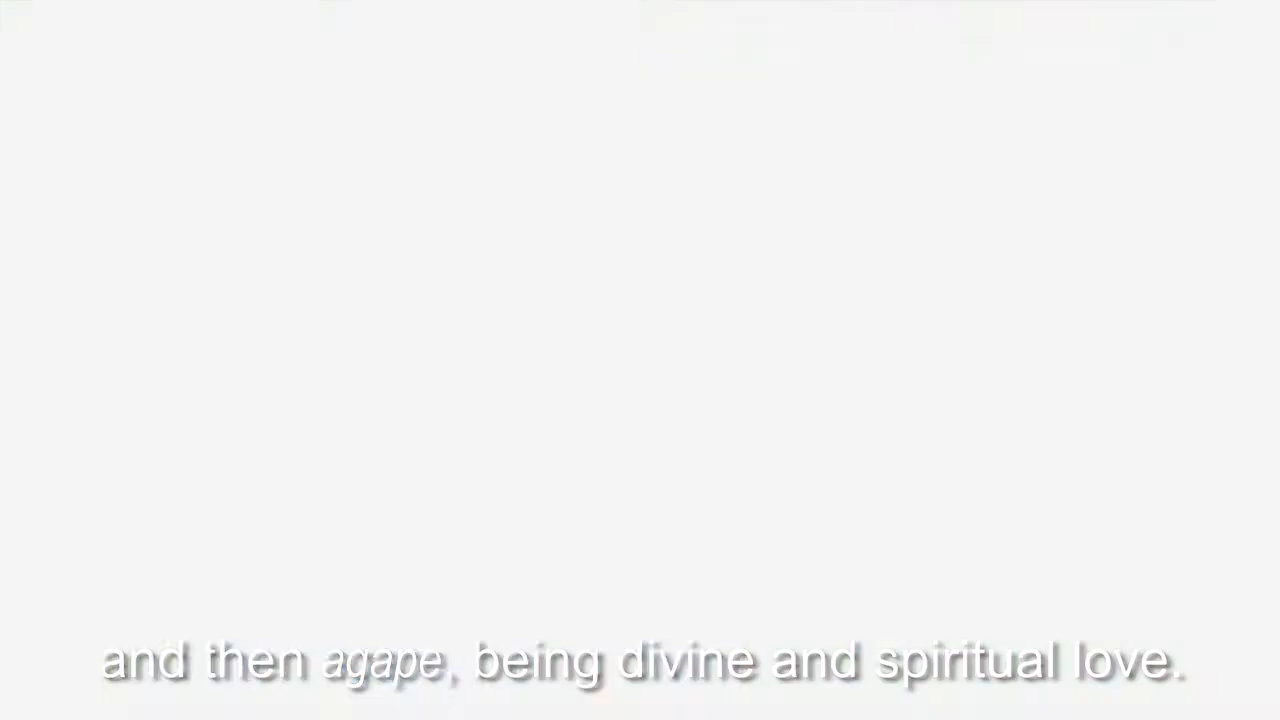 and then agape, being divine and spiritual love.